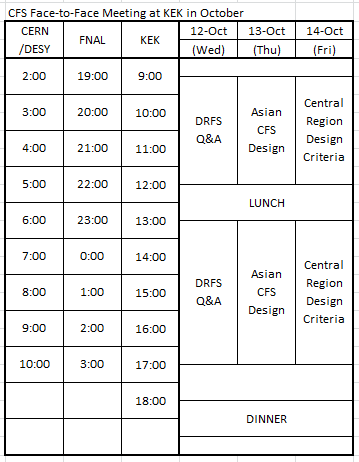 CFS Face-to-Face Meeting at KEK in October
CERN /DESY FNAL KEK 12-Oct 13-Oct 14-Oct
(Wed) (Thu) (Fri)
2:00 19:00 9:00
3:00 20:00 10:00
4:00 21:00 11:00
5:00 22:00 12:00
6:00 23:00 13:00
7:00 0:00 14:00
8:00 1:00 15:00
9:00 2:00 16:00
10:00 3:00 17:00
18:00
DRFS
Q&A
Asian
CFS
Design
Central
Region
Design
Criteria
LUNCH
DRFS
Q&A
Asian
CFS
Design
Central
Region
Design
Criteria
DINNER